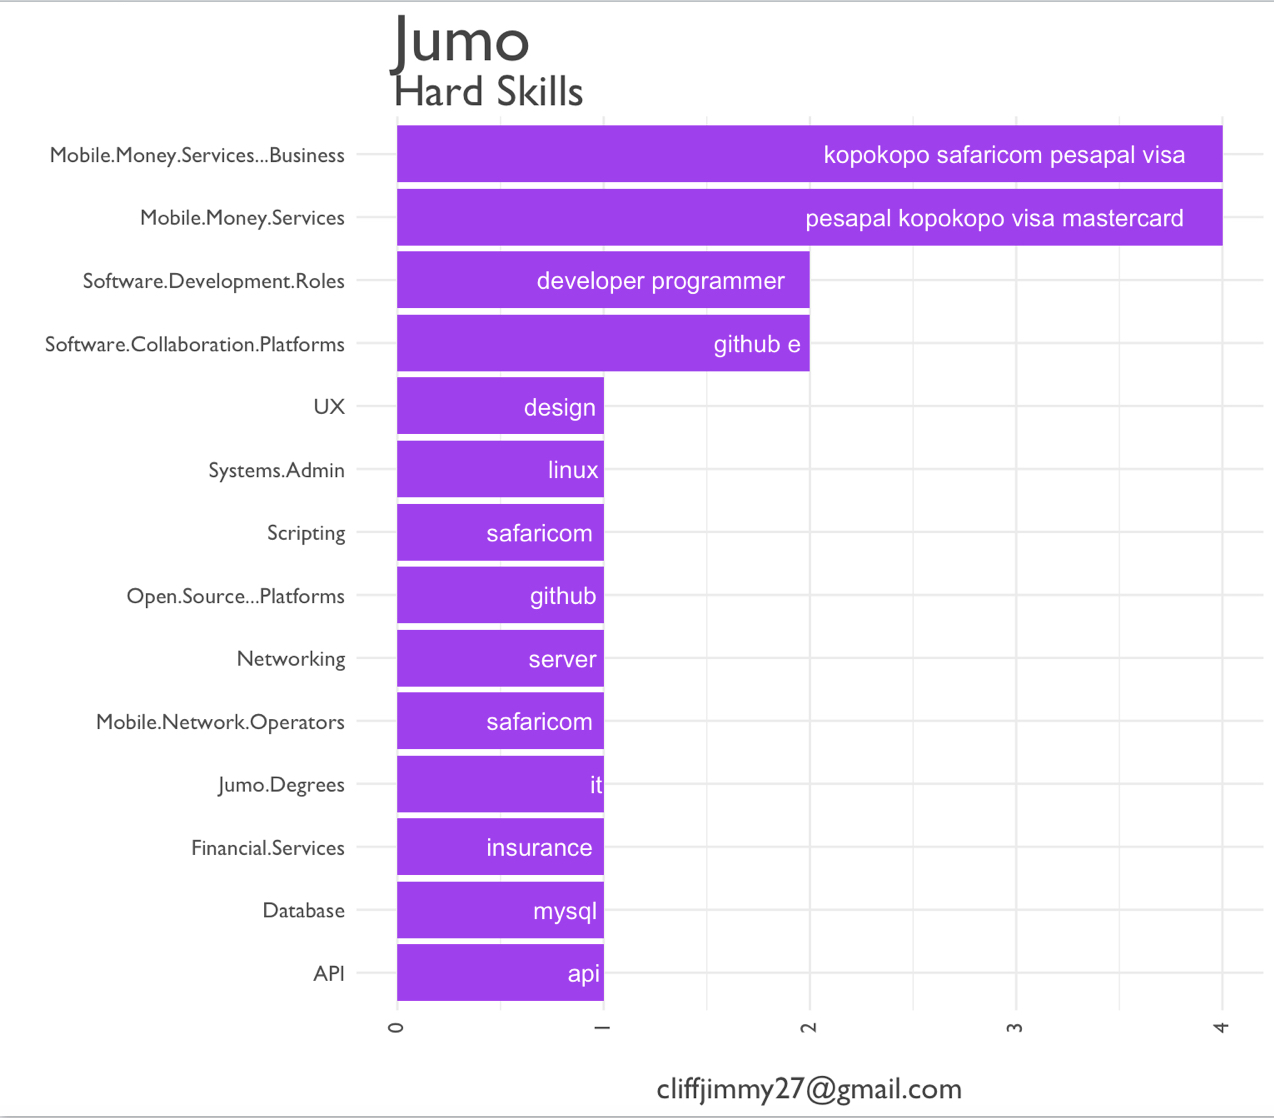 Jumo
Hard Skills
Mobile.Money.Services...Business kopokopo safaricom pesapal visa
Mobile.Money.Services pesapal kopokopo visa mastercard
Software.Development.Roles developer programmer
Software.Collaboration.Platforms github e
UX design
Systems.Admin linux
Scripting safaricom
Open.Source...Platforms github
Networking server
Mobile.Network.Operators safaricom
Jumo.Degrees it
Financial.Services insurance
Database mysql
API api
0 1 2 3 4
cliffjimmy27@gmail.com